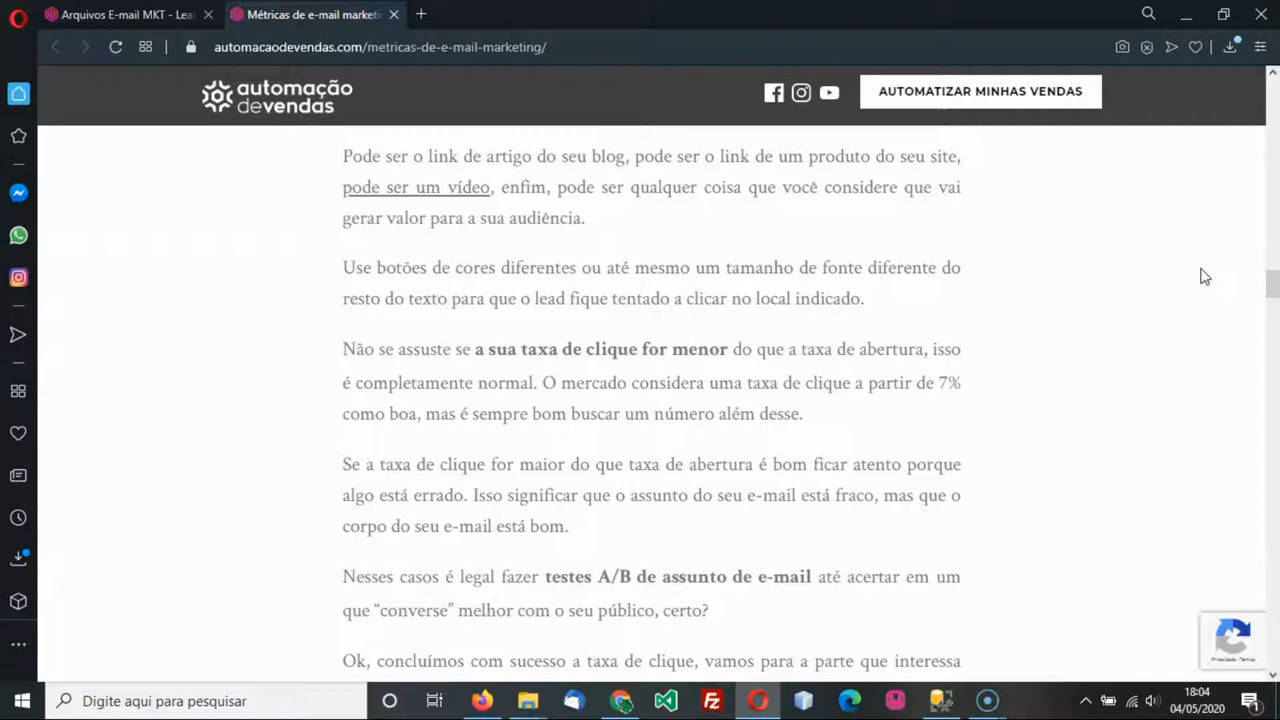 Arquivos E-mail MKT - Lea
Métricas de e-mail marketi
automacaodevendas.com/metricas-de-e-mail-marketing/
automação
devendas
AUTOMATIZAR MINHAS VENDAS
Pode ser o link de artigo do seu blog, pode ser o link de um produto do seu site,
pode ser um vídeo, enfim, pode ser qualquer coisa que você considere que vai
gerar valor para a sua audiência.
Use botões de cores diferentes ou até mesmo um tamanho de fonte diferente do
resto do texto para que o lead fique tentado a clicar no local indicado.
Não se assuste se a sua taxa de clique for menor do que a taxa de abertura, isso
é completamente normal. O mercado considera uma taxa de clique a partir de 7%
como boa, mas é sempre bom buscar um número além desse.
Se a taxa de clique for maior do que taxa de abertura é bom ficar atento porque
algo está errado. Isso significar que o assunto do seu e-mail está fraco, mas que o
corpo do seu e-mail está bom.
Nesses casos é legal fazer testes A/B de assunto de e-mail até acertar em um
que “converse” melhor com o seu público, certo?
Ok, concluímos com sucesso a taxa de clique, vamos para a parte que interessa
Privacidade - Termos
Digite aqui para pesquisar
18:04
04/05/2020
1